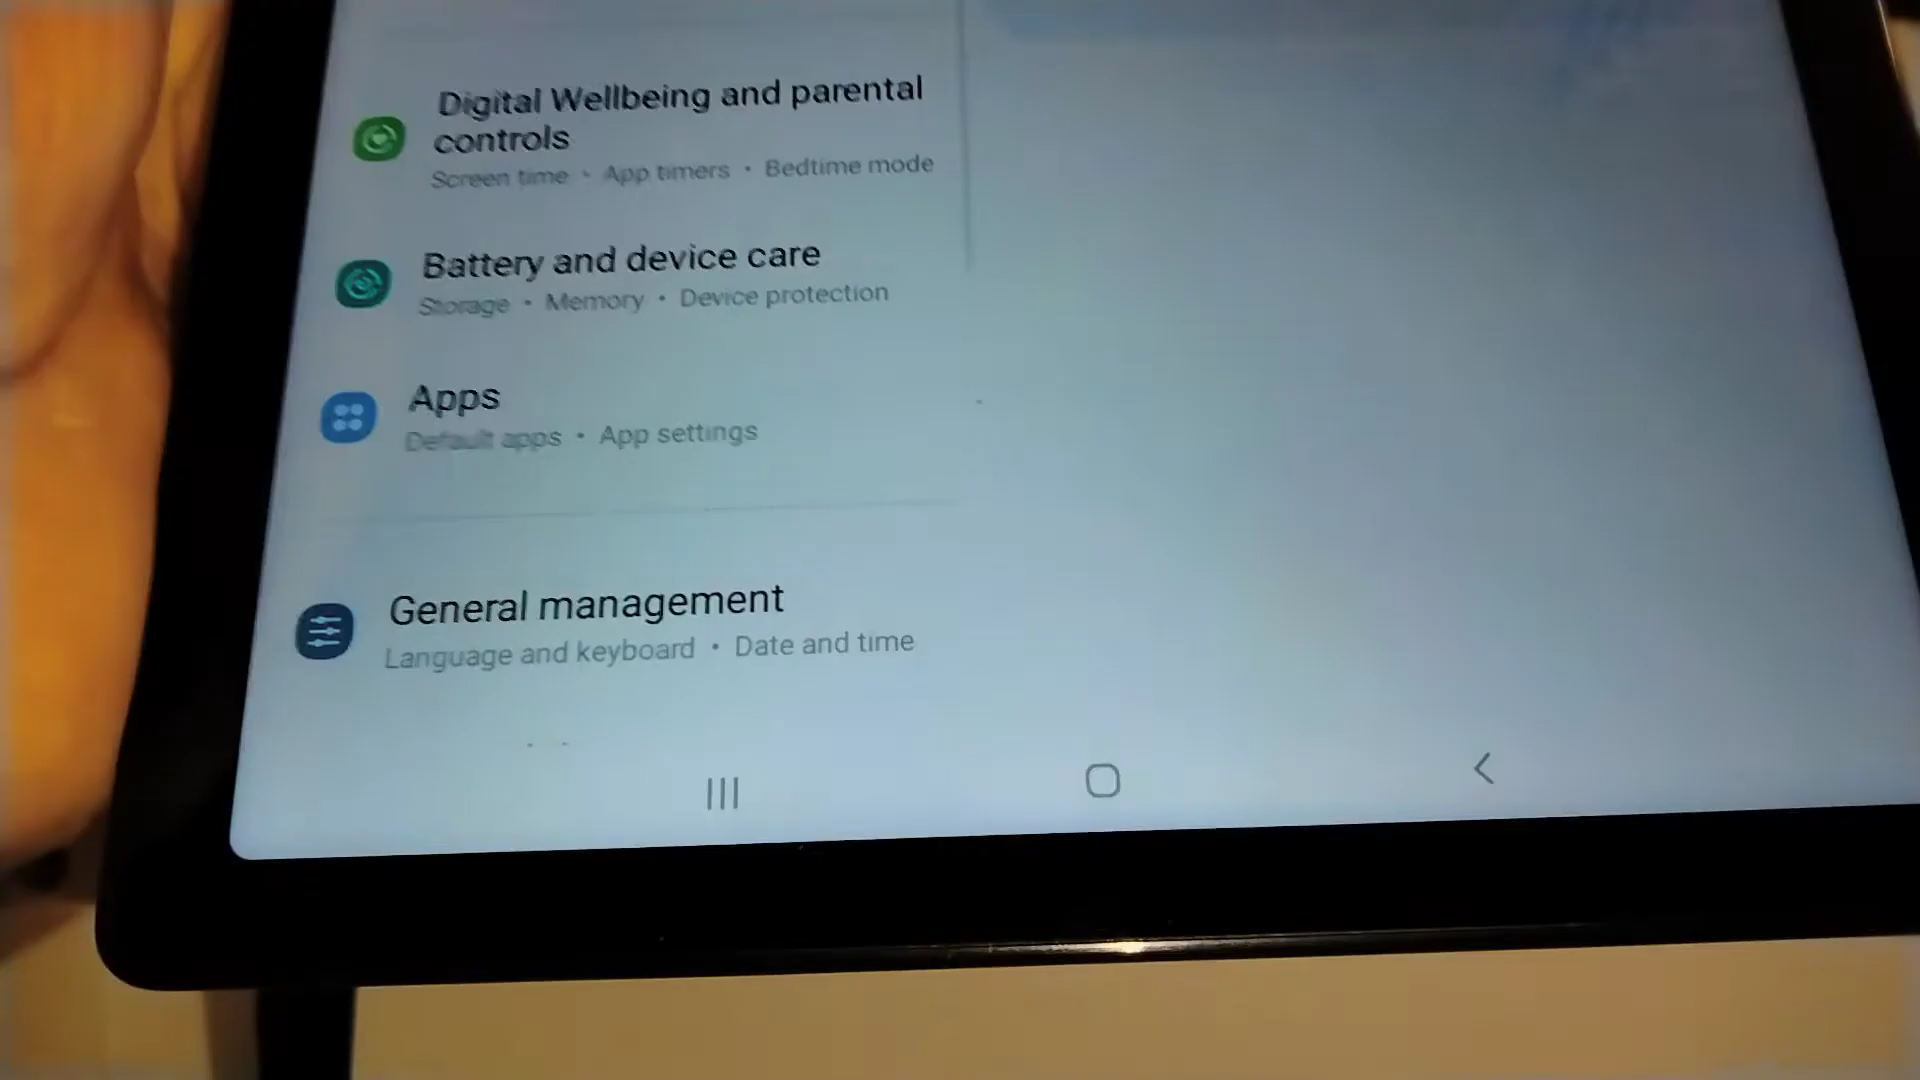 Digital Wellbeing and parental
controls
Screen time • App timers • Bedtime mode
Battery and device care
Storage • Memory • Device protection
Apps
Default apps • App settings
General management
Language and keyboard • Date and time